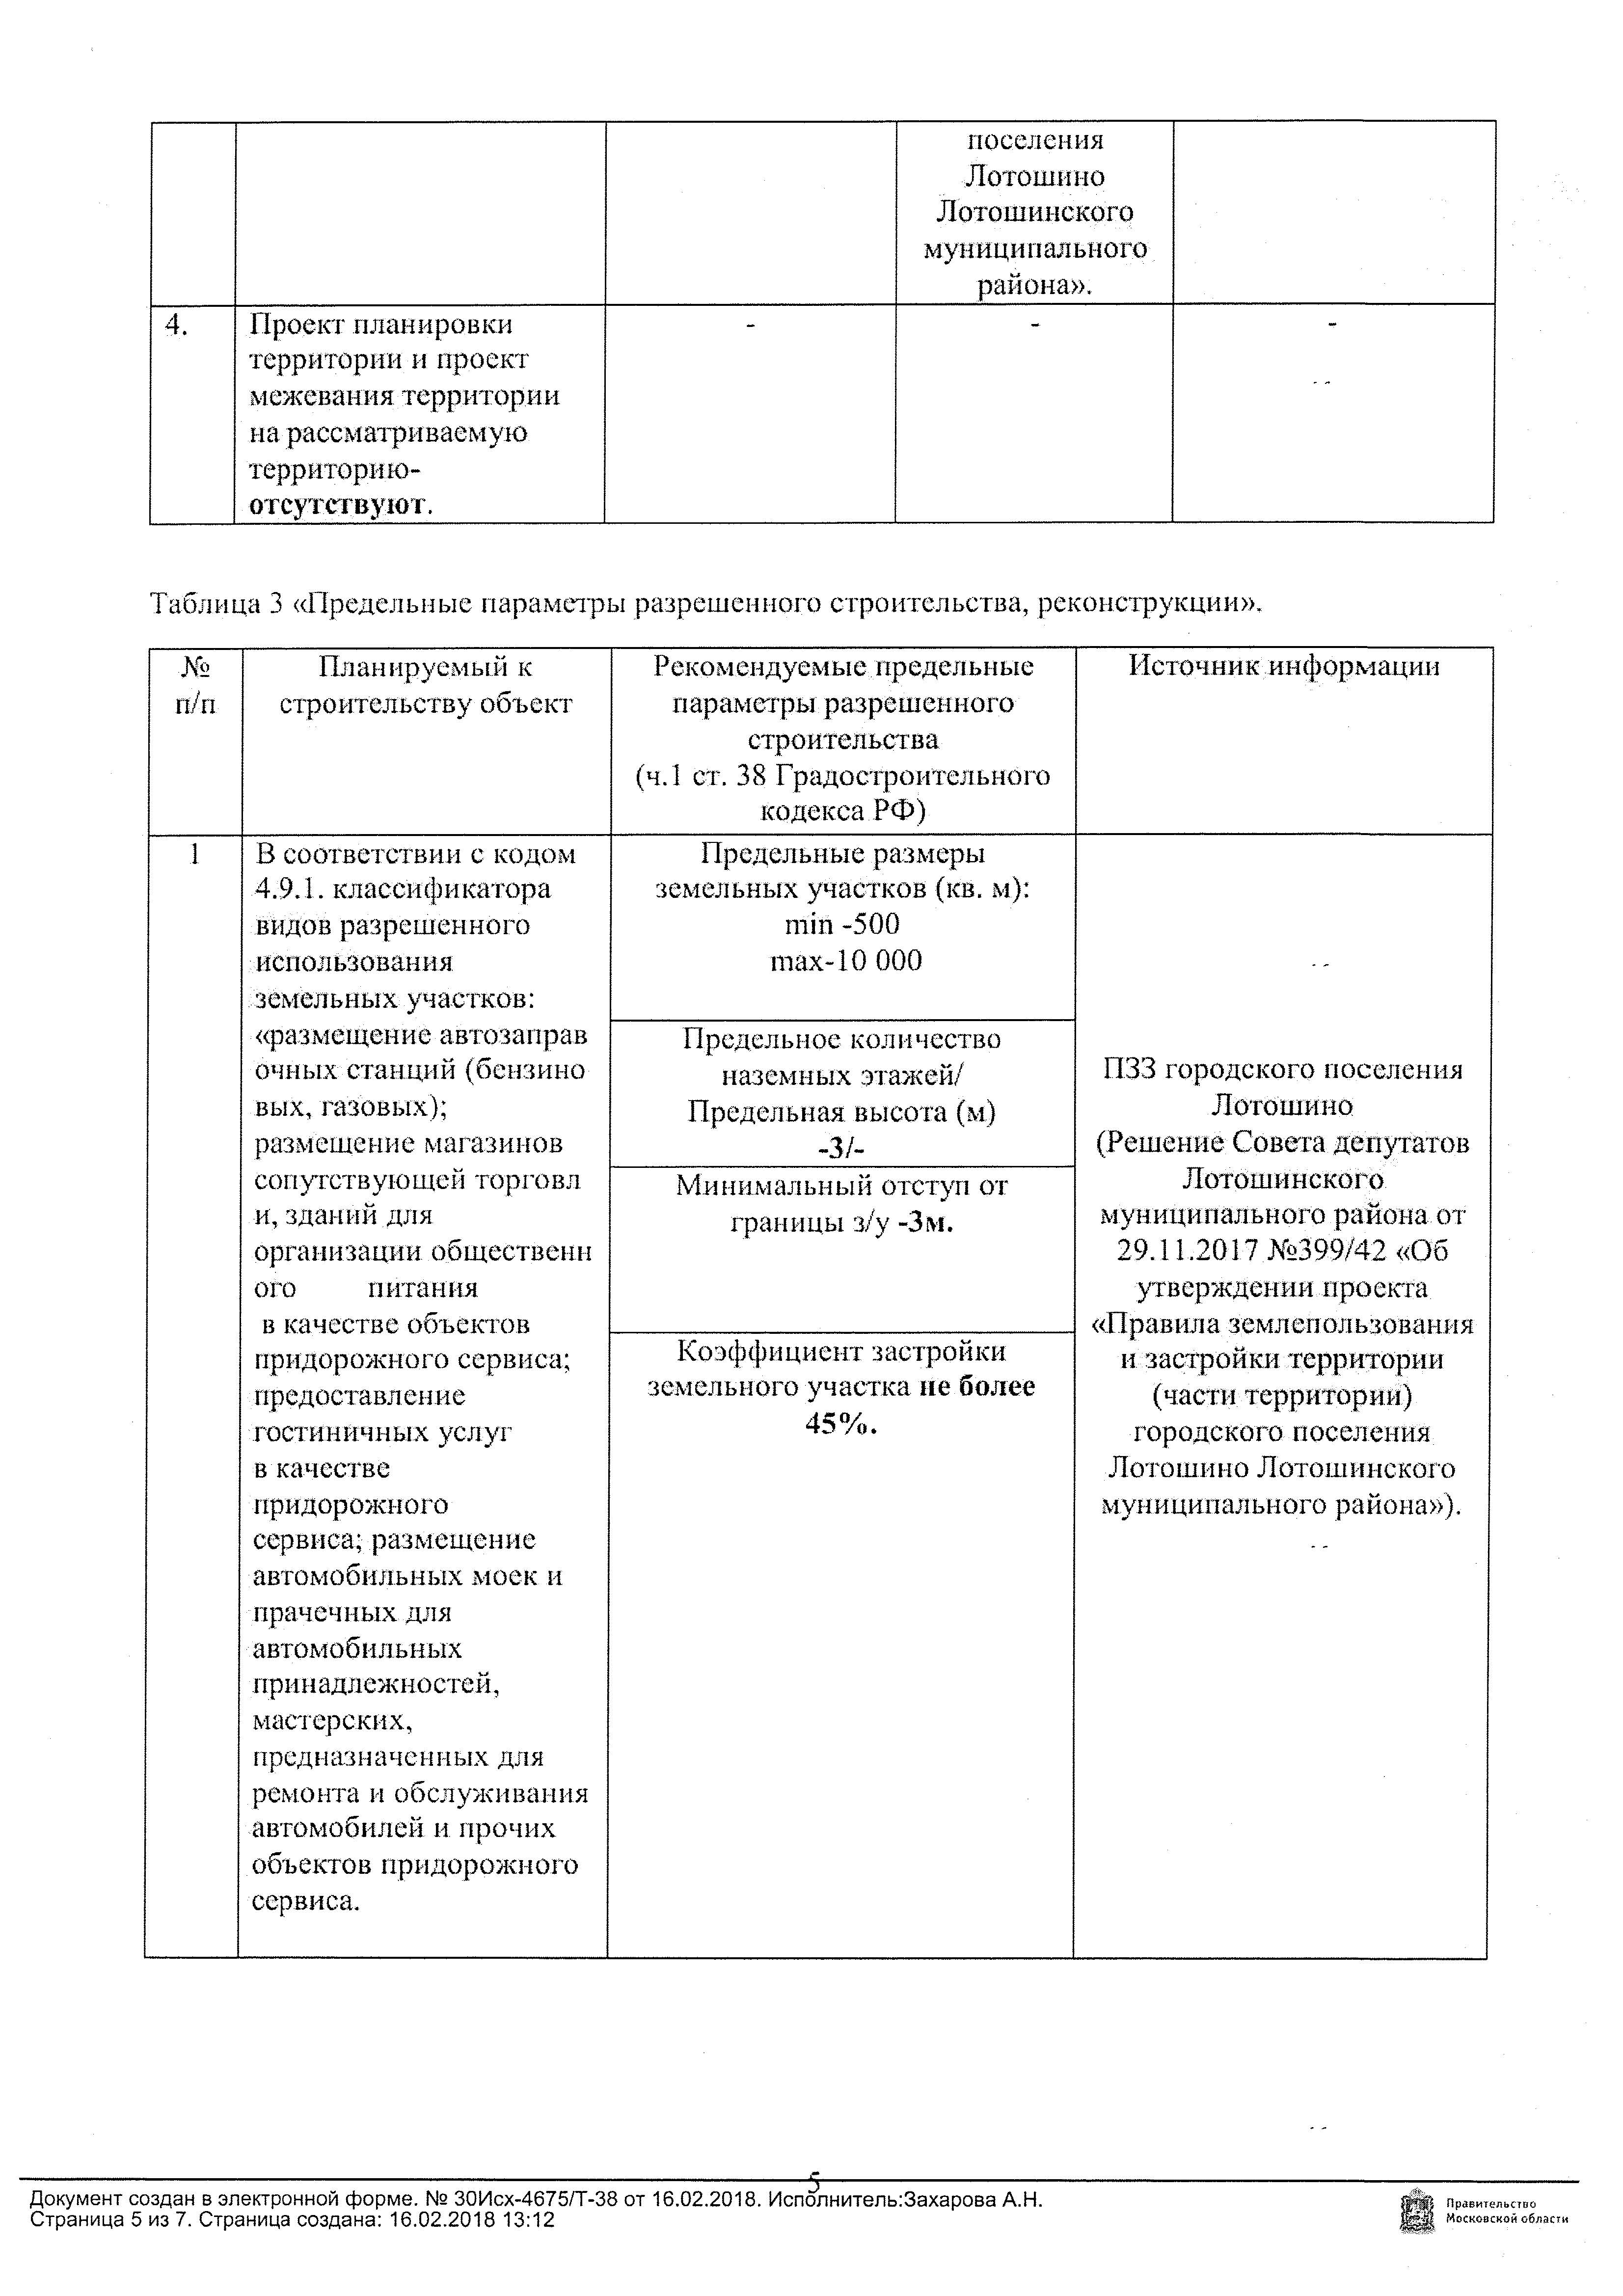 поселения
Лотошино
Лотошинского
муниципального
района».
4.
Проект планировки
территории и проект
межевания территории
на рассматриваемую
территорию-
отсутствуют.
-
-
-
Таблица 3 «Предельные параметры разрешенного строительства, реконструкции».
№
п/п
Планируемый к
строительству объект
Рекомендуемые предельные
параметры разрешенного
строительства
(ч.1 ст. 38 Градостроительного
кодекса РФ)
Источник информации
1
В соответствии с кодом
4.9.1. классификатора
видов разрешенного
использования
земельных участков:
«размещение автозаправ
очных станций (бензино
вых, газовых);
размещение магазинов
сопутствующей торговл
и, зданий для
организации общественн
ого питания
в качестве объектов
придорожного сервиса;
предоставление
гостиничных услуг
в качестве
придорожного
сервиса; размещение
автомобильных моек и
прачечных для
автомобильных
принадлежностей,
мастерских,
предназначенных для
ремонта и обслуживания
автомобилей и прочих
объектов придорожного
сервиса.
Предельные размеры
земельных участков (кв. м):
min -500
max-10 000
Предельное количество
наземных этажей/
Предельная высота (м)
-3/-
Минимальный отступ от
границы з/у -3м.
Коэффициент застройки
земельного участка не более
45%.
ПЗЗ городского поселения
Лотошино
(Решение Совета депутатов
Лотошинского
муниципального района от
29.11.2017 №399/42 «Об
утверждении проекта
«Правила землепользования
и застройки территории
(части территории)
городского поселения
Лотошино Лотошинского
муниципального района»).
5
Документ создан в электронной форме. № 30Исх-4675/Т-38 от 16.02.2018. Исполнитель:Захарова А.Н.
Страница 5 из 7. Страница создана: 16.02.2018 13:12
Правительство
Московской области